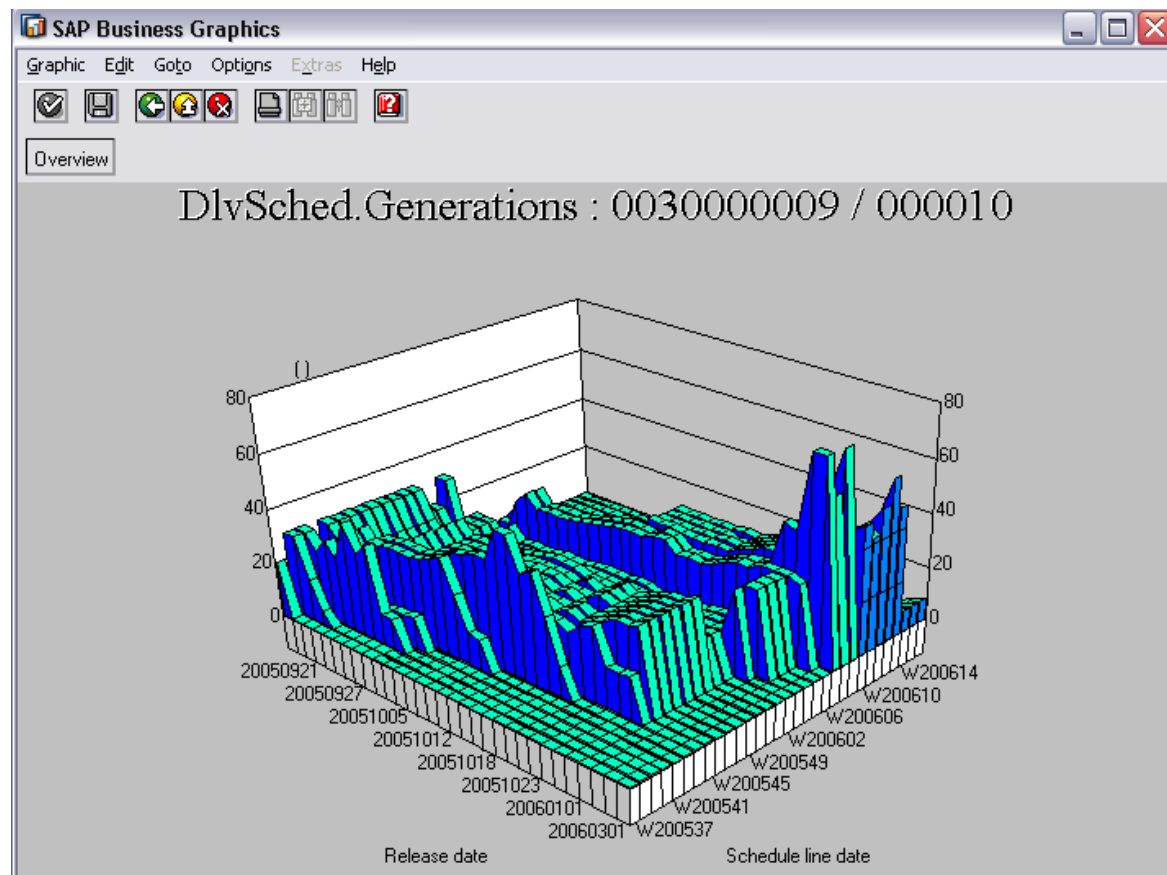 SAP Business Graphics
Graphic Edit Goto Options Extras Help
Overview
DlvSched.Generations : 0030000009 / 000010
()
80
60
40
20
0
80
60
40
20
0
20050921
20050927
20051005
20051012
20051018
20051023
20060101
20060301
W200614
W200610
W200606
W200602
W200549
W200545
W200541
W200537
Release date
Schedule line date